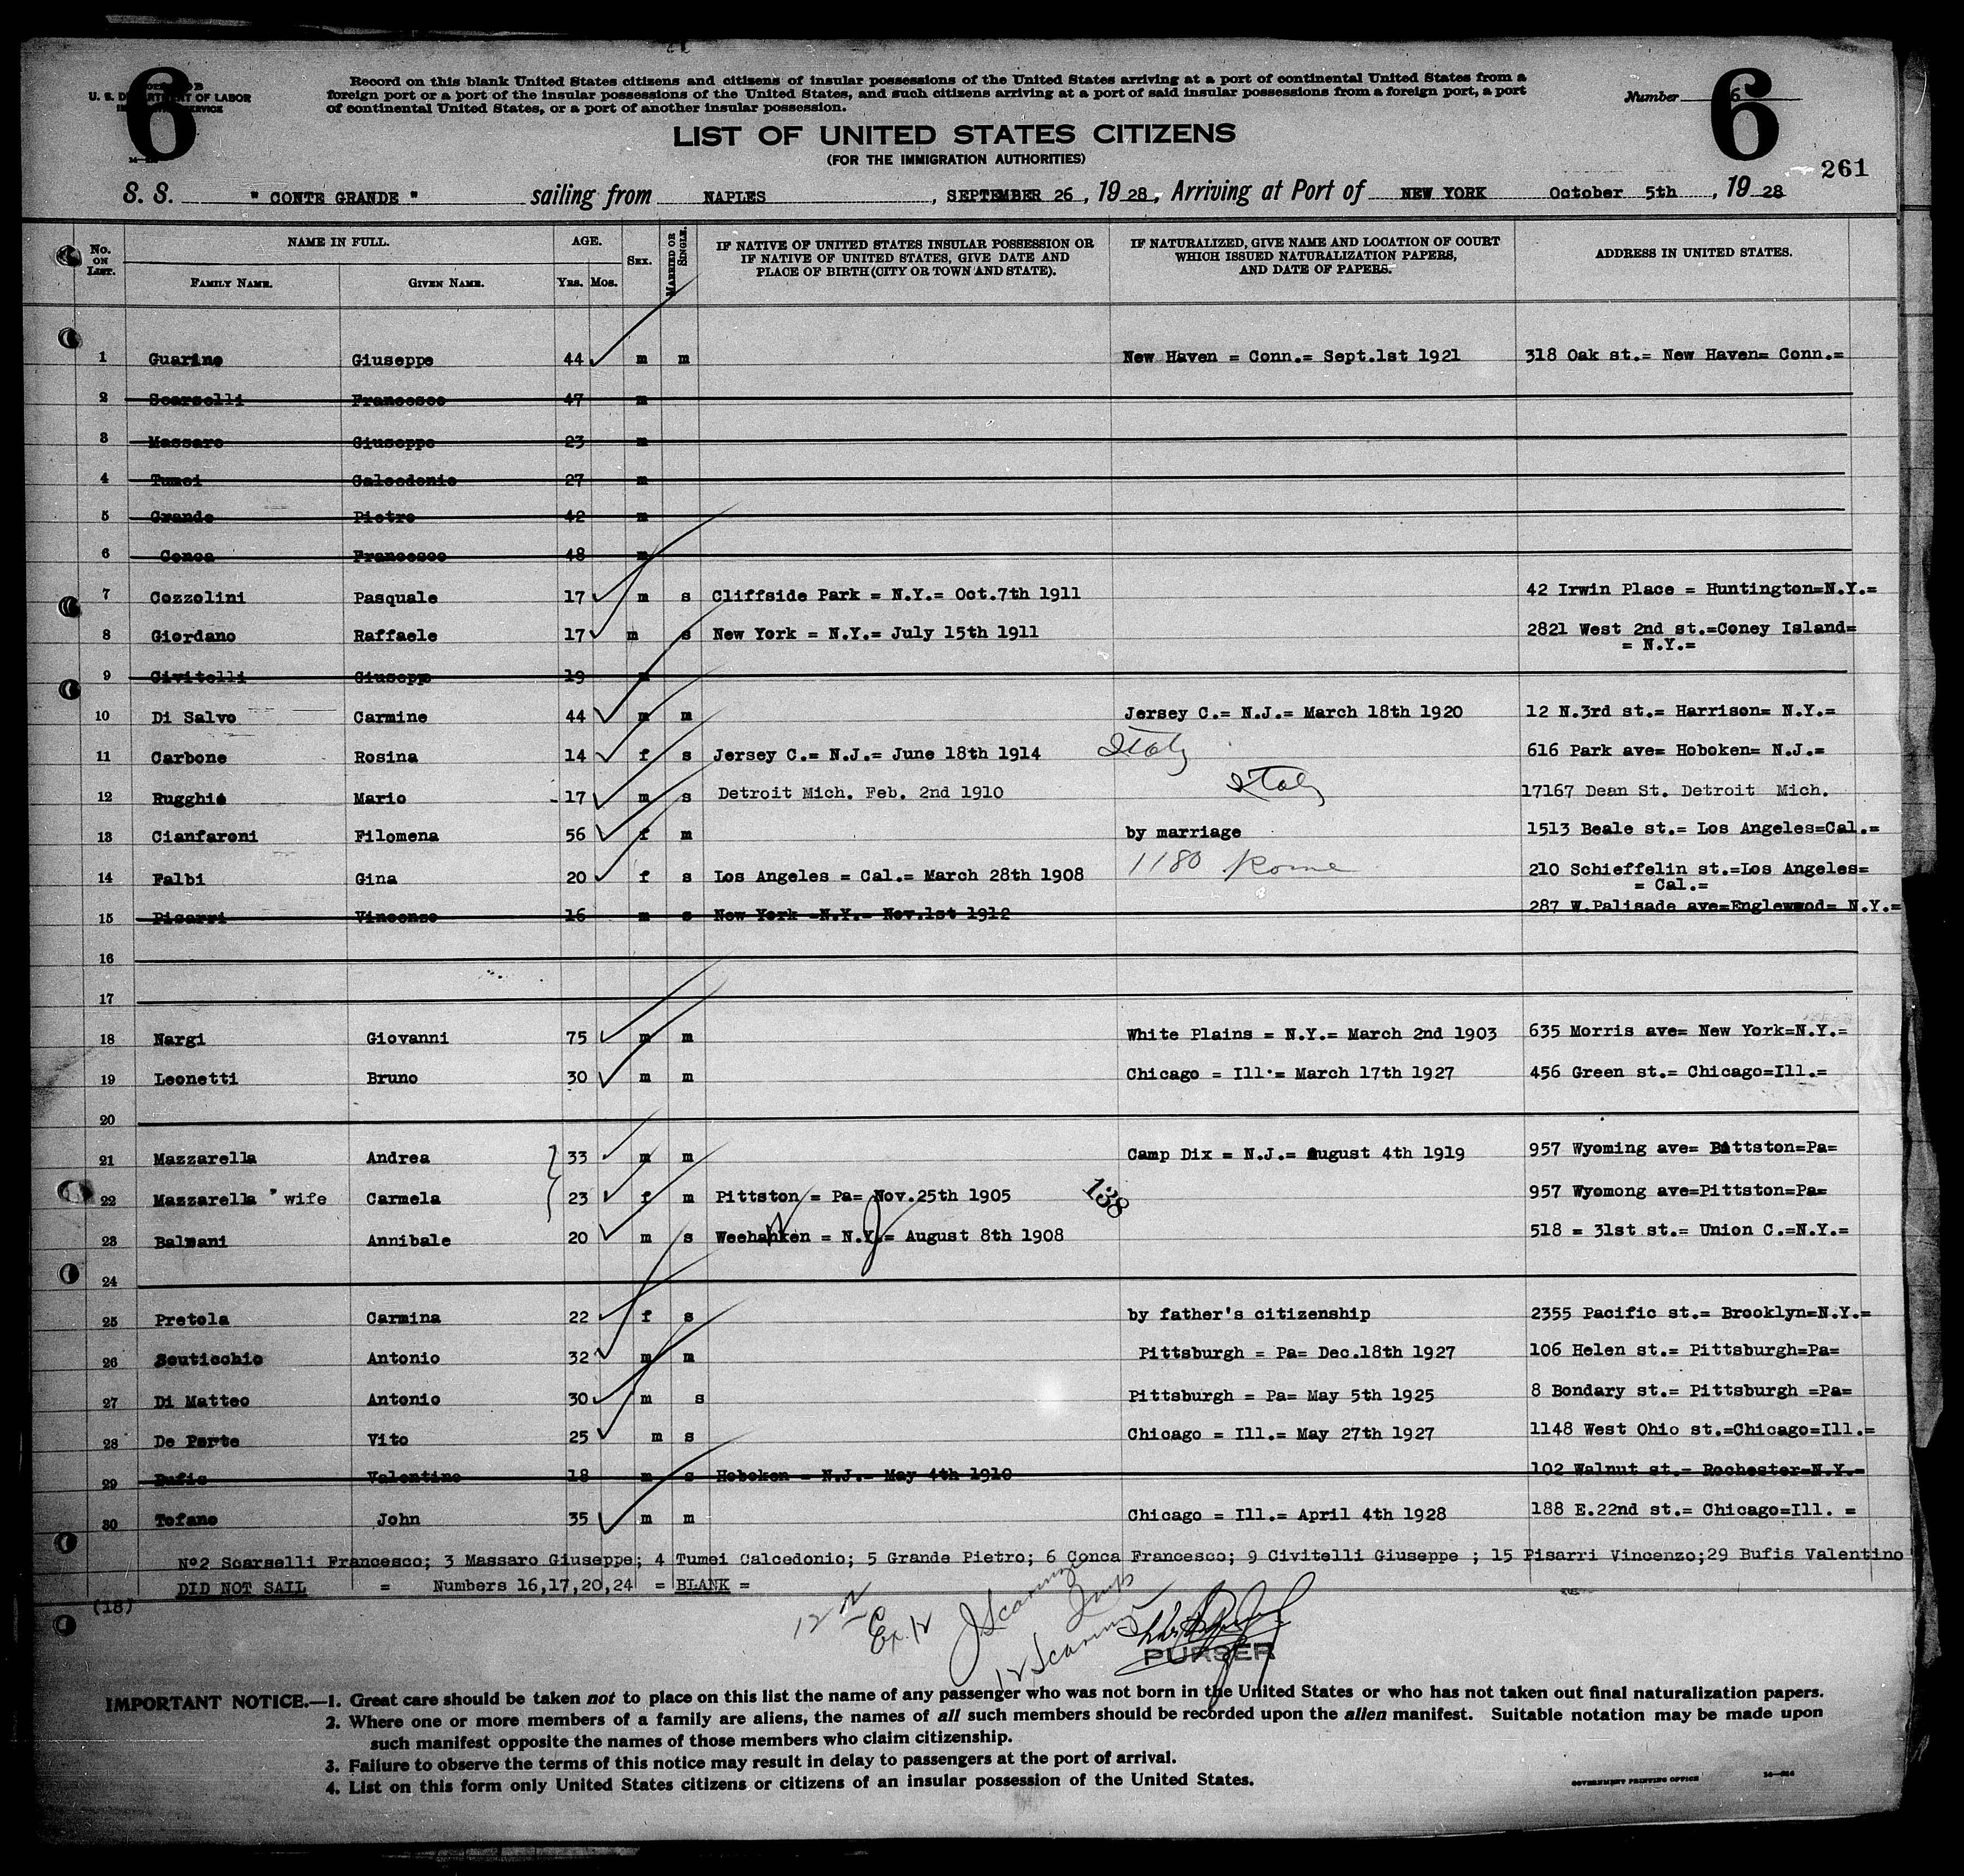 6
U. S. DEPARTMENT OF LABOR
Record on this blank United States citizens and citizens of insular possessions of the United States arriving at a port of continental United States from a
foreign port or a port of the insular possessions of the United States, and such citizens arriving at a port of said insular possessions from a foreign port, a port
of continental United States, or a port of another insular possession.
Number 6
6
LIST OF UNITED STATES CITIZENS
(FOR THE IMMIGRATION AUTHORITIES)
261
S. S. " CONTE GRANDE " sailing from NAPLES, SEPTEMBER 26, 1928, Arriving at Port of NEW YORK October 5th, 1928
No. ON LIST. NAME IN FULL. AGE. SEX. MARRIED OR SINGLE. IF NATIVE OF UNITED STATES INSULAR POSSESSION OR IF NATIVE OF UNITED STATES, GIVE DATE AND PLACE OF BIRTH (CITY OR TOWN AND STATE). IF NATURALIZED, GIVE NAME AND LOCATION OF COURT WHICH ISSUED NATURALIZATION PAPERS, AND DATE OF PAPERS. ADDRESS IN UNITED STATES.
FAMILY NAME. GIVEN NAME. YRS. MOS.
1 Guarino Giuseppe 44 m m New Haven = Conn.= Sept.1st 1921 318 Oak st.= New Haven= Conn.=
2 Scarselli Francesco 47 m
3 Massaro Giuseppe 23 m
4 Tumei Calcedonio 27 m
5 Grande Pietro 42 m
6 Conca Francesco 48 m
7 Cozzolini Pasquale 17 m s Cliffside Park = N.Y.= Oct.7th 1911 42 Irwin Place = Huntington=N.Y.=
8 Giordano Raffaele 17 m s New York = N.Y.= July 15th 1911 2821 West 2nd st.=Coney Island=
= N.Y.=
9 Civitelli Giusepp 19 m
10 Di Salvo Carmine 44 m m Jersey C.= N.J.= March 18th 1920 12 N.3rd st.= Harrison= N.Y.=
11 Carbone Rosina 14 f s Jersey C.= N.J.= June 18th 1914 Italy 616 Park ave= Hoboken= N.J.=
12 Rugghio Mario 17 m s Detroit Mich. Feb. 2nd 1910 Italy 17167 Dean St. Detroit Mich.
13 Cianfaroni Filomena 56 f m by marriage 1513 Beale st.= Los Angeles=Cal.=
14 Falbi Gina 20 f s Los Angeles = Cal.= March 28th 1908 1180 Rome 210 Schieffelin st.=Los Angeles=
= Cal.=
15 Pisarri Vincenzo 16 m s New York =N.Y.= Nov.1st 1912 287 W.Palisade ave=Englewood= N.Y.=
16
17
18 Nargi Giovanni 75 m m White Plains = N.Y.= March 2nd 1903 635 Morris ave= New York=N.Y.=
19 Leonetti Bruno 30 m m Chicago = Ill.= March 17th 1927 456 Green st.= Chicago=Ill.=
20
21 Mazzarella Andrea 33 m m Camp Dix = N.J.= August 4th 1919 957 Wyoming ave= Pittston=Pa=
22 Mazzarella " wife Carmela 23 f m Pittston = Pa= Nov.25th 1905 138 957 Wyomong ave=Pittston=Pa=
23 Balmani Annibale 20 m s Weehawken = N.J.= August 8th 1908 518 = 31st st.= Union C.=N.Y.=
24
25 Pretola Carmina 22 f s by father's citizenship 2355 Pacific st.= Brooklyn=N.Y.=
26 Scuticchio Antonio 32 m m Pittsburgh = Pa= Dec.18th 1927 106 Helen st.= Pittsburgh=Pa=
27 Di Matteo Antonio 30 m s Pittsburgh = Pa= May 5th 1925 8 Bondary st.= Pittsburgh =Pa=
28 De Parte Vito 25 m s Chicago = Ill.= May 27th 1927 1148 West Ohio st.=Chicago=Ill.=
29 Bufis Valentino 18 m s Hoboken = N.J.= May 4th 1910 102 Walnut st.= Rochester=N.Y.=
30 Tofano John 35 m m Chicago = Ill.= April 4th 1928 188 E.22nd st.= Chicago=Ill. =
Nº2 Scarselli Francesco; 3 Massaro Giuseppe; 4 Tumei Calcedonio; 5 Grande Pietro; 6 Conca Francesco; 9 Civitelli Giuseppe ; 15 Pisarri Vincenzo;29 Bufis Valentino
DID NOT SAIL = Numbers 16,17,20,24 = BLANK =
(18)
PURSER
IMPORTANT NOTICE.—1. Great care should be taken not to place on this list the name of any passenger who was not born in the United States or who has not taken out final naturalization papers.
2. Where one or more members of a family are aliens, the names of all such members should be recorded upon the alien manifest. Suitable notation may be made upon
such manifest opposite the names of those members who claim citizenship.
3. Failure to observe the terms of this notice may result in delay to passengers at the port of arrival.
4. List on this form only United States citizens or citizens of an insular possession of the United States.
GOVERNMENT PRINTING OFFICE